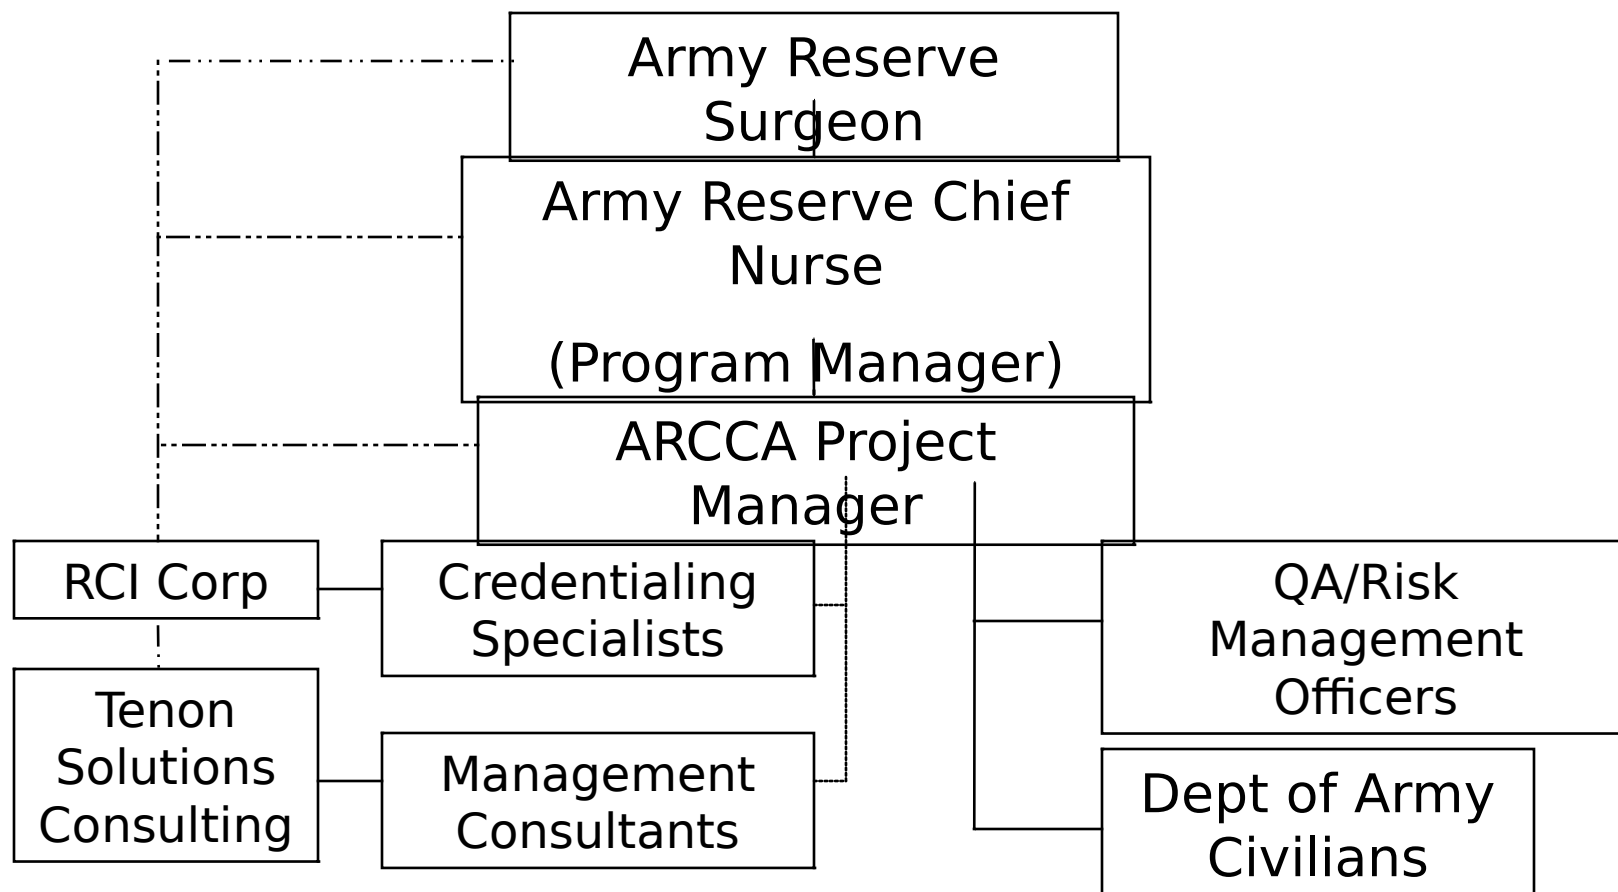 Army Reserve
Surgeon
Army Reserve Chief
Nurse
(Program Manager)
ARCCA Project
Manager
RCI Corp
Credentialing
Specialists
QA/Risk
Management
Officers
Tenon
Solutions
Consulting
Management
Consultants
Dept of Army
Civilians